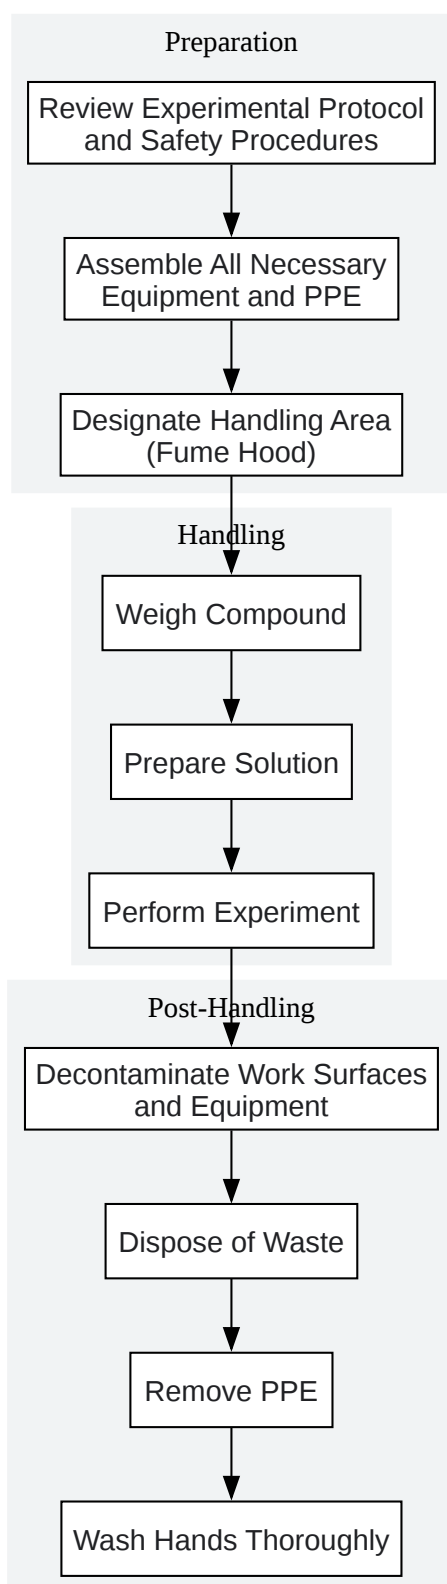 Preparation
Review Experimental Protocol
and Safety Procedures
Assemble All Necessary
Equipment and PPE
Designate Handling Area
(Fume Hood)
Handling
Weigh Compound
Prepare Solution
Perform Experiment
Post-Handling
Decontaminate Work Surfaces
and Equipment
Dispose of Waste
Remove PPE
Wash Hands Thoroughly